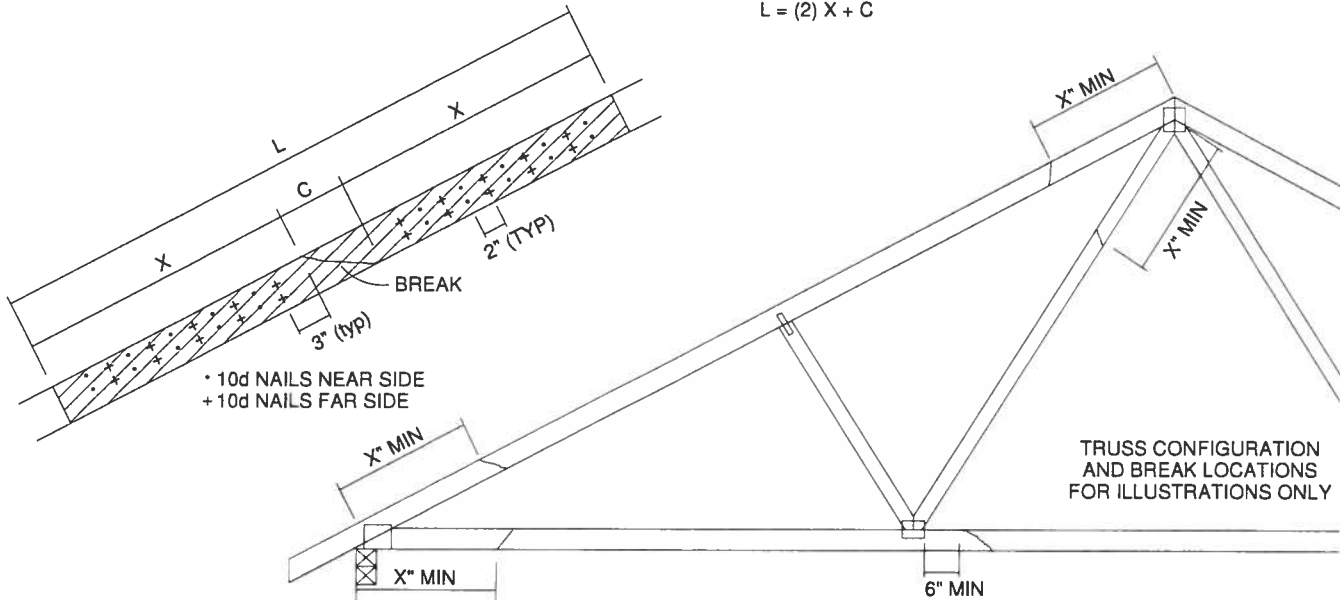 L = (2) X + C
L
X
C
X
BREAK
2" (TYP)
3" (typ)
• 10d NAILS NEAR SIDE
+ 10d NAILS FAR SIDE
X" MIN
X" MIN
X" MIN
X" MIN
6" MIN
TRUSS CONFIGURATION
AND BREAK LOCATIONS
FOR ILLUSTRATIONS ONLY